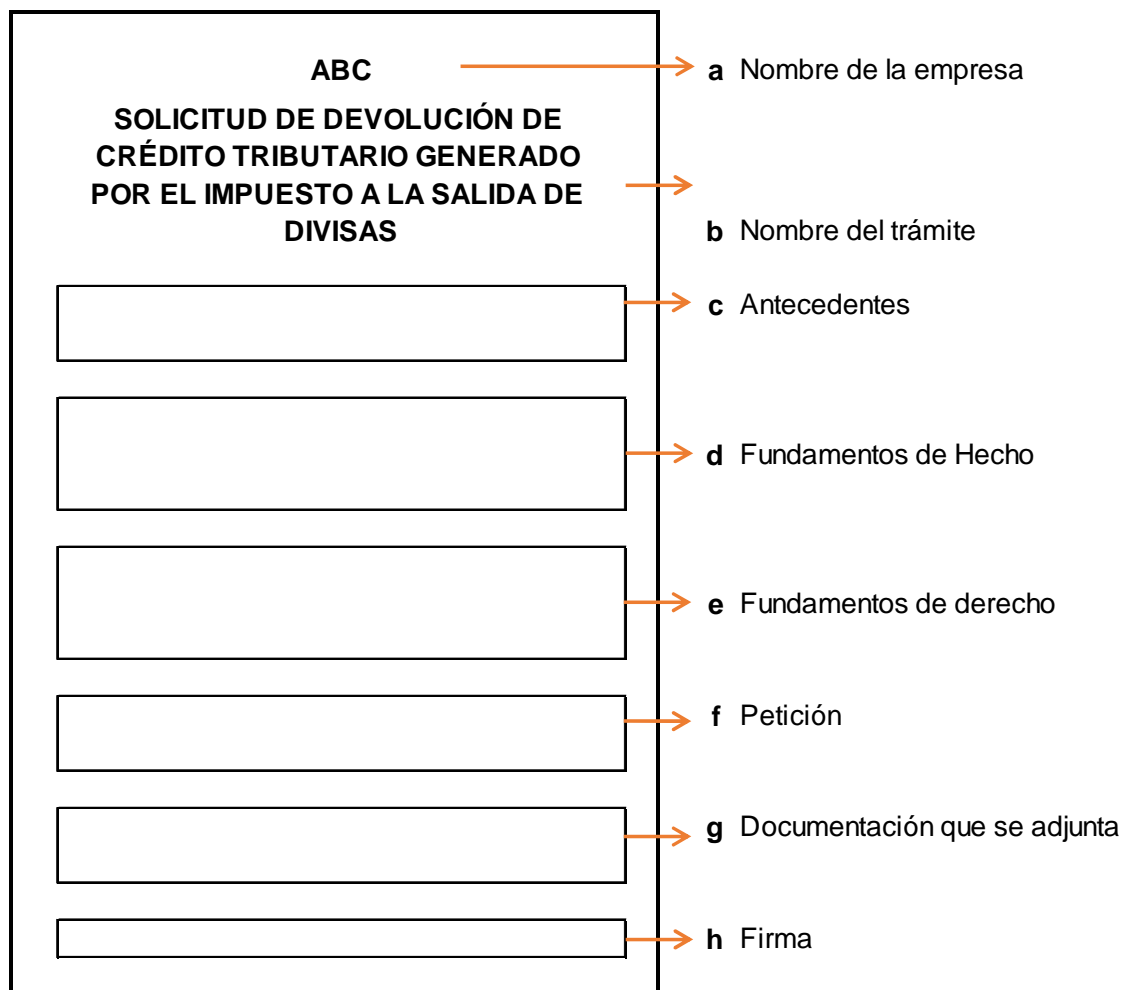 ABC
a Nombre de la empresa
SOLICITUD DE DEVOLUCIÓN DE
CRÉDITO TRIBUTARIO GENERADO
POR EL IMPUESTO A LA SALIDA DE
DIVISAS
b Nombre del trámite
c Antecedentes
d Fundamentos de Hecho
e Fundamentos de derecho
f Petición
g Documentación que se adjunta
h Firma